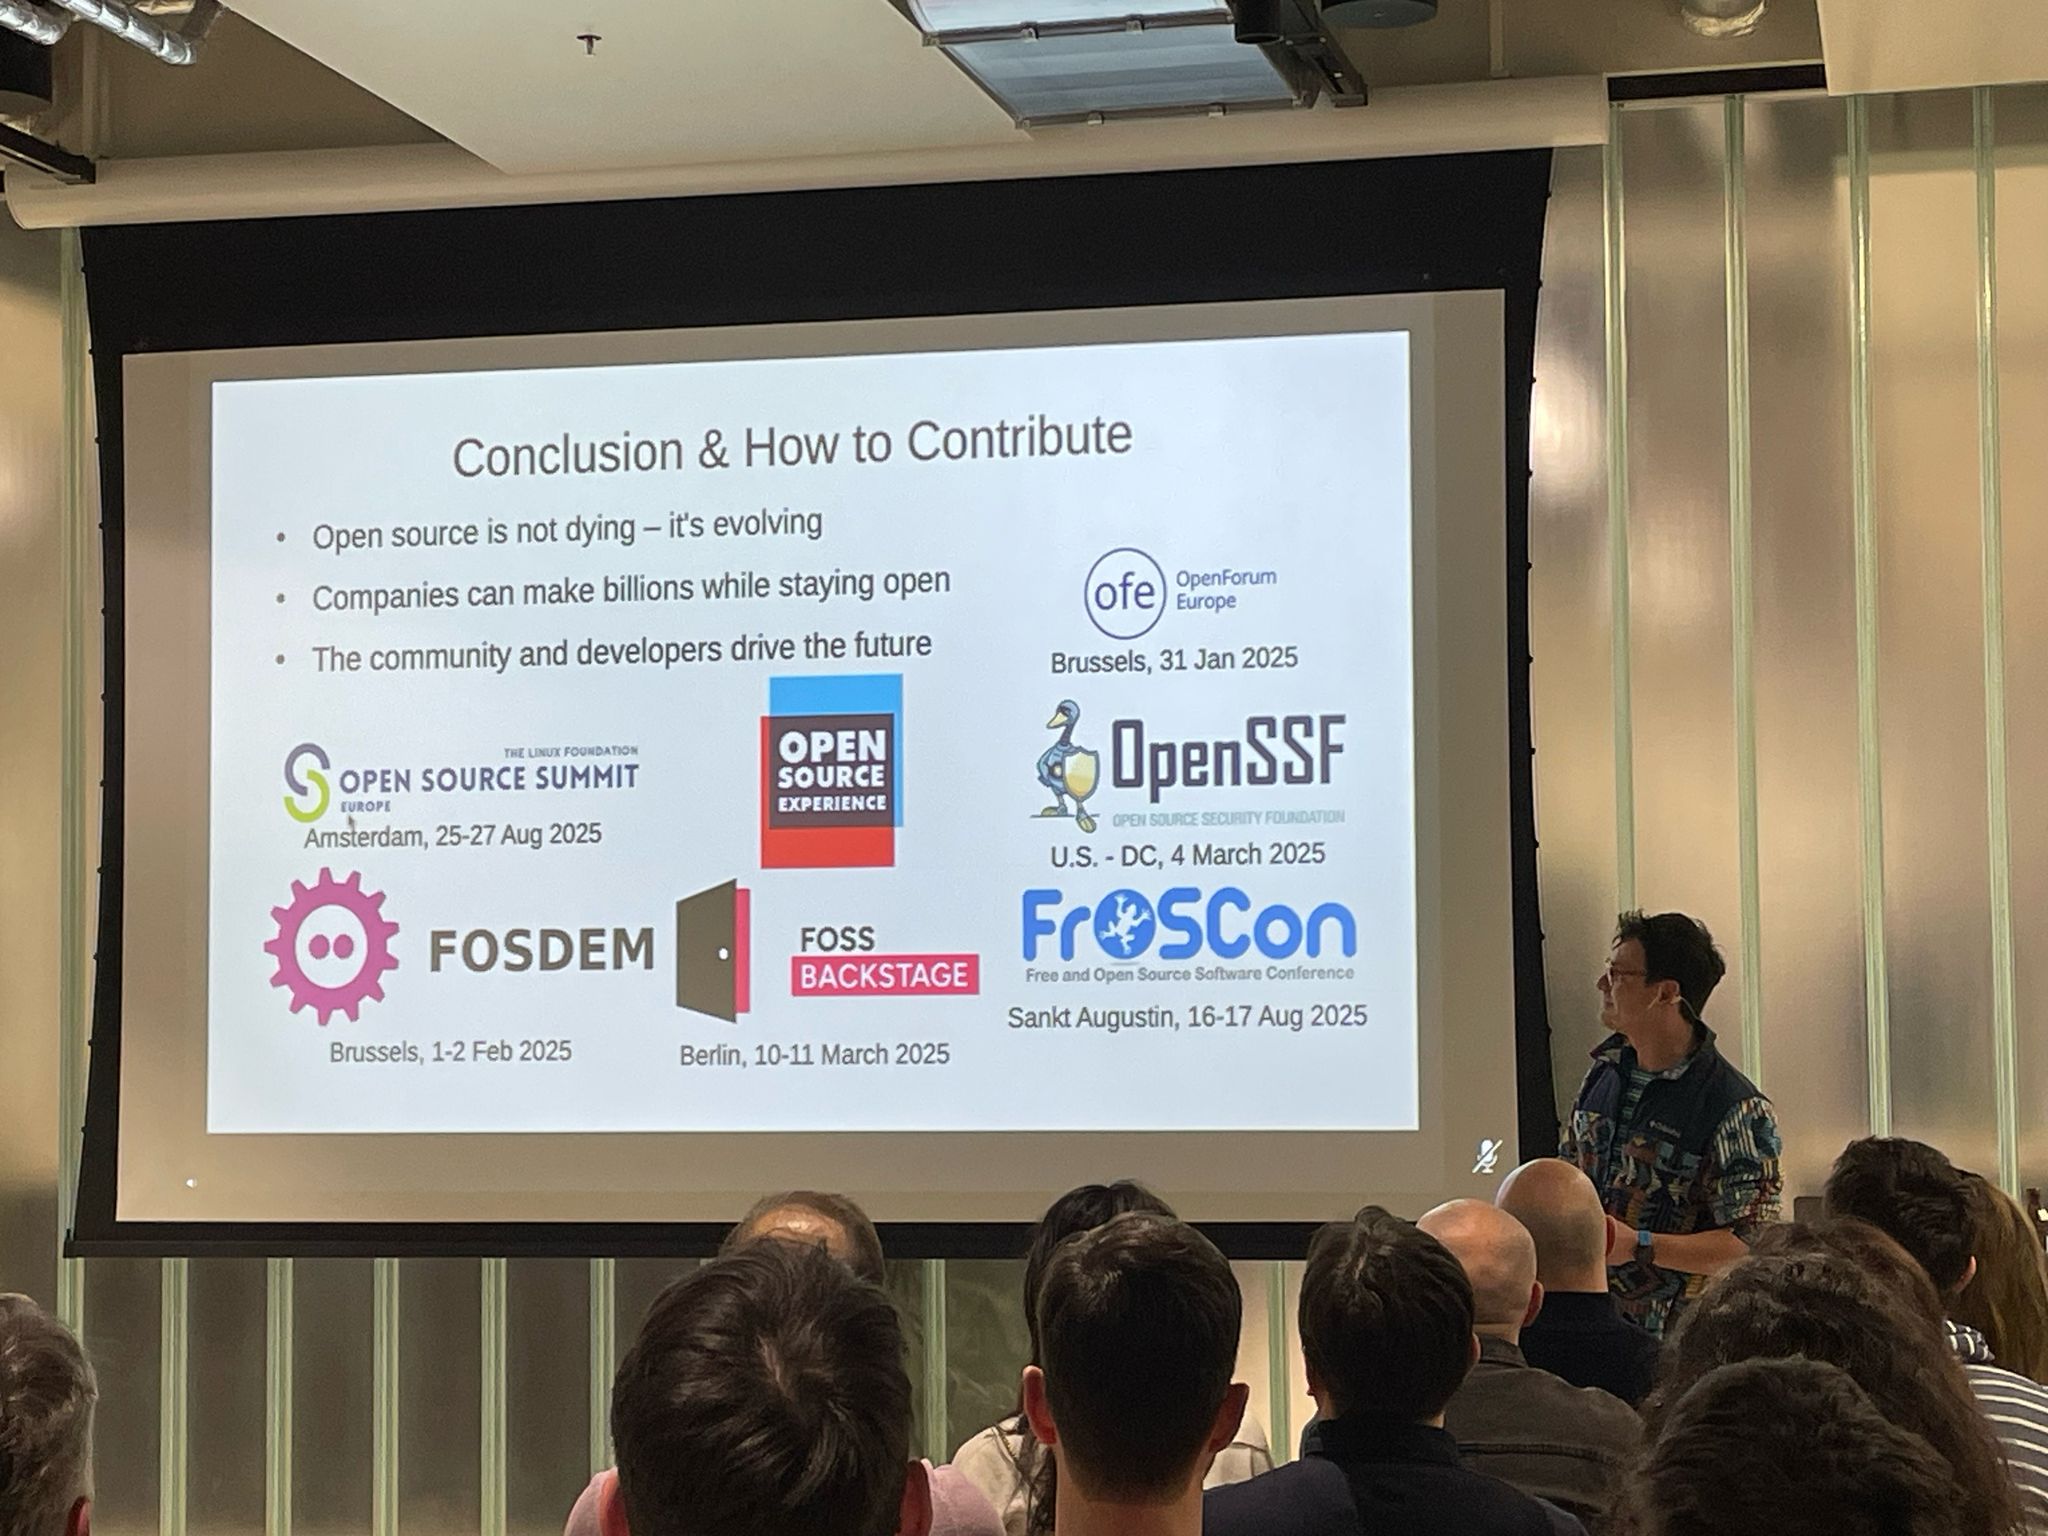 Conclusion & How to Contribute
• Open source is not dying – it's evolving
• Companies can make billions while staying open
• The community and developers drive the future
ofe
OpenForum
Europe
Brussels, 31 Jan 2025
THE LINUX FOUNDATION
OPEN SOURCE SUMMIT
EUROPE
Amsterdam, 25-27 Aug 2025
OPEN
SOURCE
EXPERIENCE
OpenSSF
OPEN SOURCE SECURITY FOUNDATION
U.S. - DC, 4 March 2025
FOSDEM
Brussels, 1-2 Feb 2025
FOSS
BACKSTAGE
Berlin, 10-11 March 2025
FrOSCon
Free and Open Source Software Conference
Sankt Augustin, 16-17 Aug 2025